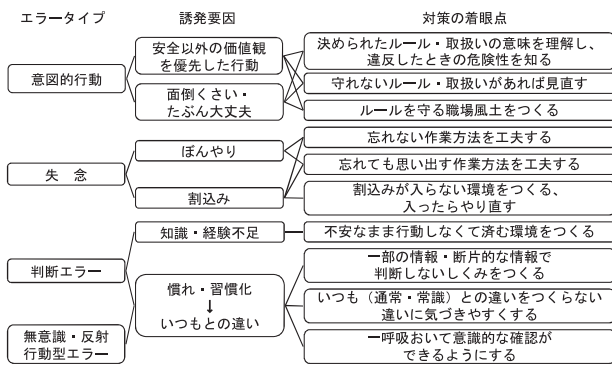 エラータイプ
誘発要因
対策の着眼点
意図的行動
安全以外の価値観
を優先した行動
面倒くさい・
たぶん大丈夫
決められたルール・取扱いの意味を理解し、
違反したときの危険性を知る
守れないルール・取扱いがあれば見直す
ルールを守る職場風土をつくる
失 念
ぼんやり
割込み
忘れない作業方法を工夫する
忘れても思い出す作業方法を工夫する
割込みが入らない環境をつくる、
入ったらやり直す
判断エラー
知識・経験不足
不安なまま行動しなくて済む環境をつくる
無意識・反射
行動型エラー
慣れ・習慣化
↓
いつもとの違い
一部の情報・断片的な情報で
判断しないしくみをつくる
いつも（通常・常識）との違いをつくらない
違いに気づきやすくする
一呼吸おいて意識的な確認が
できるようにする